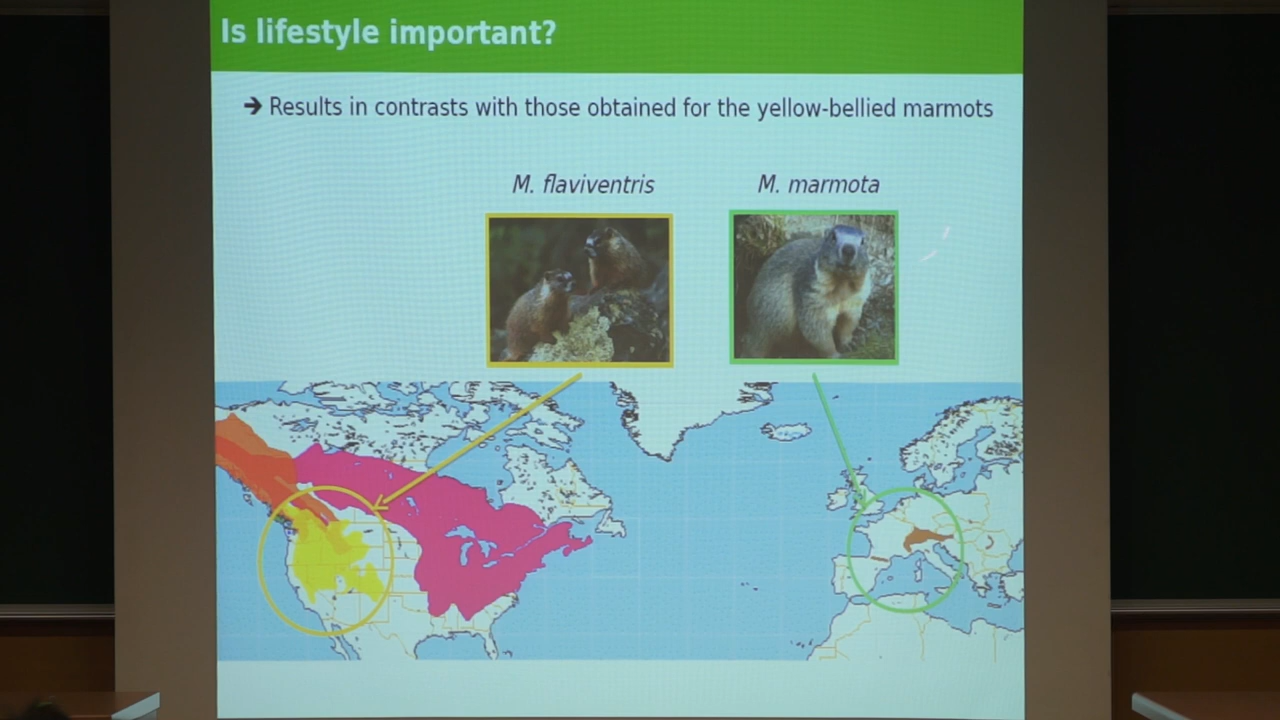 Is lifestyle important?
➔ Results in contrasts with those obtained for the yellow-bellied marmots
M. flaviventris
M. marmota